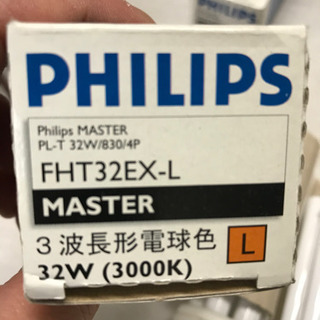 PHILIPS
Philips MASTER
PL-T 32W/830/4P
FHT32EX-L
MASTER
3波長形電球色 L
32W (3000K)